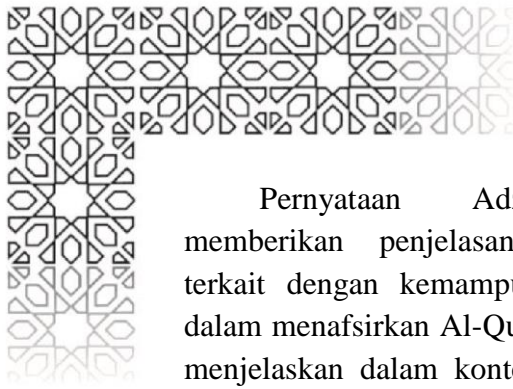 Pernyataan
memberikan penjelasan
terkait dengan
dalam menafsirkan
menjelaskan dalam